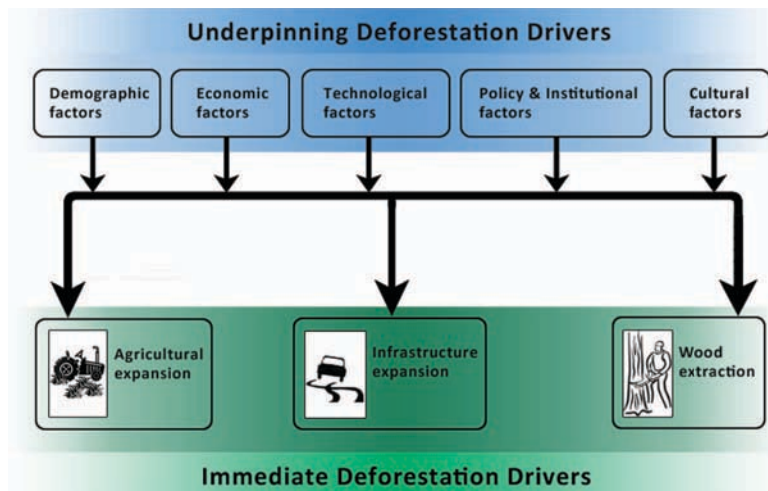 Underpinning Deforestation Drivers
Demographic
factors
Economic
factors
Technological
factors
Policy & Institutional
factors
Cultural
factors
Agricultural
expansion
Infrastructure
expansion
Wood
extraction
Immediate Deforestation Drivers